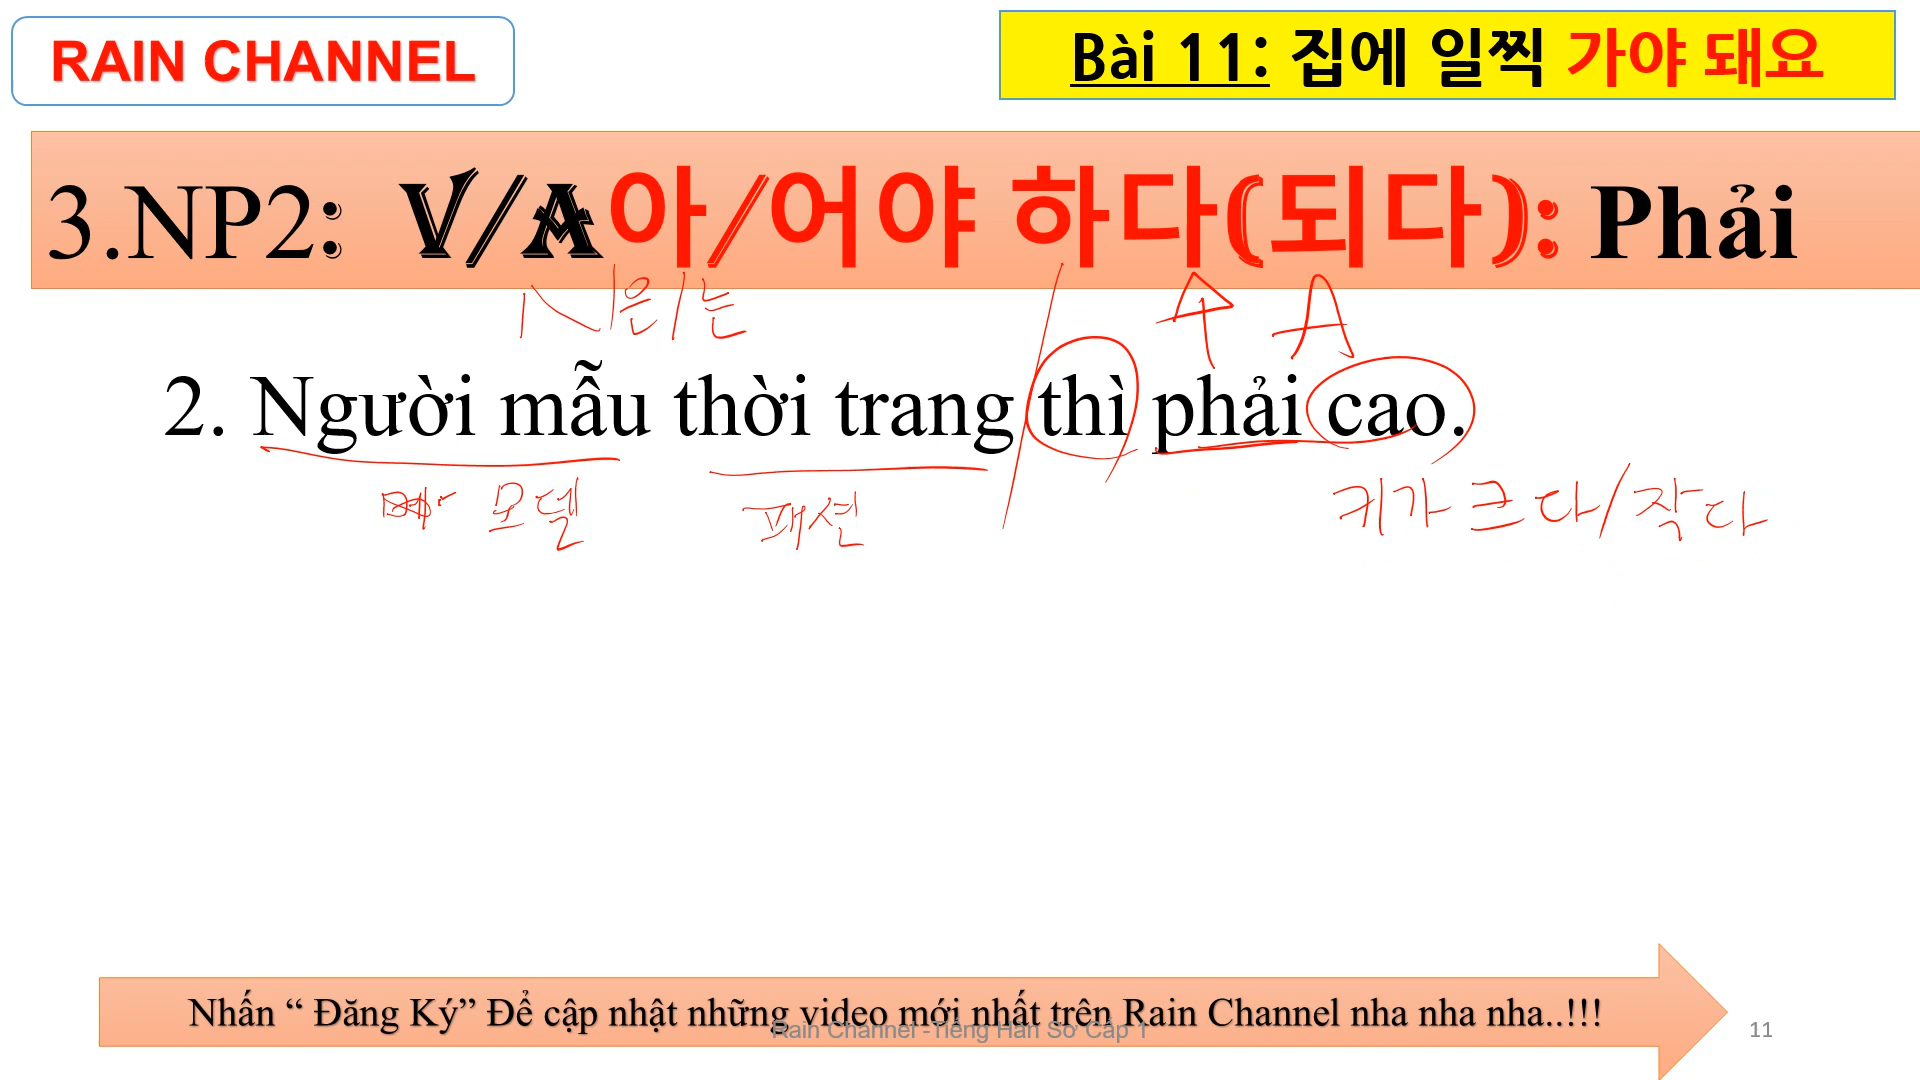 RAIN CHANNEL
Bài 11: 집에 일찍 가야 돼요
3.NP2: V/A아/어야 하다(되다): Phải
N은/는 / A
2. Người mẫu thời trang thì phải cao.
모델 패션 키가 크다/작다
Nhấn “ Đăng Ký” Để cập nhật những video mới nhất trên Rain Channel nha nha nha..!!!
Rain Channel -Tiếng Hàn Sơ Cấp 1
11